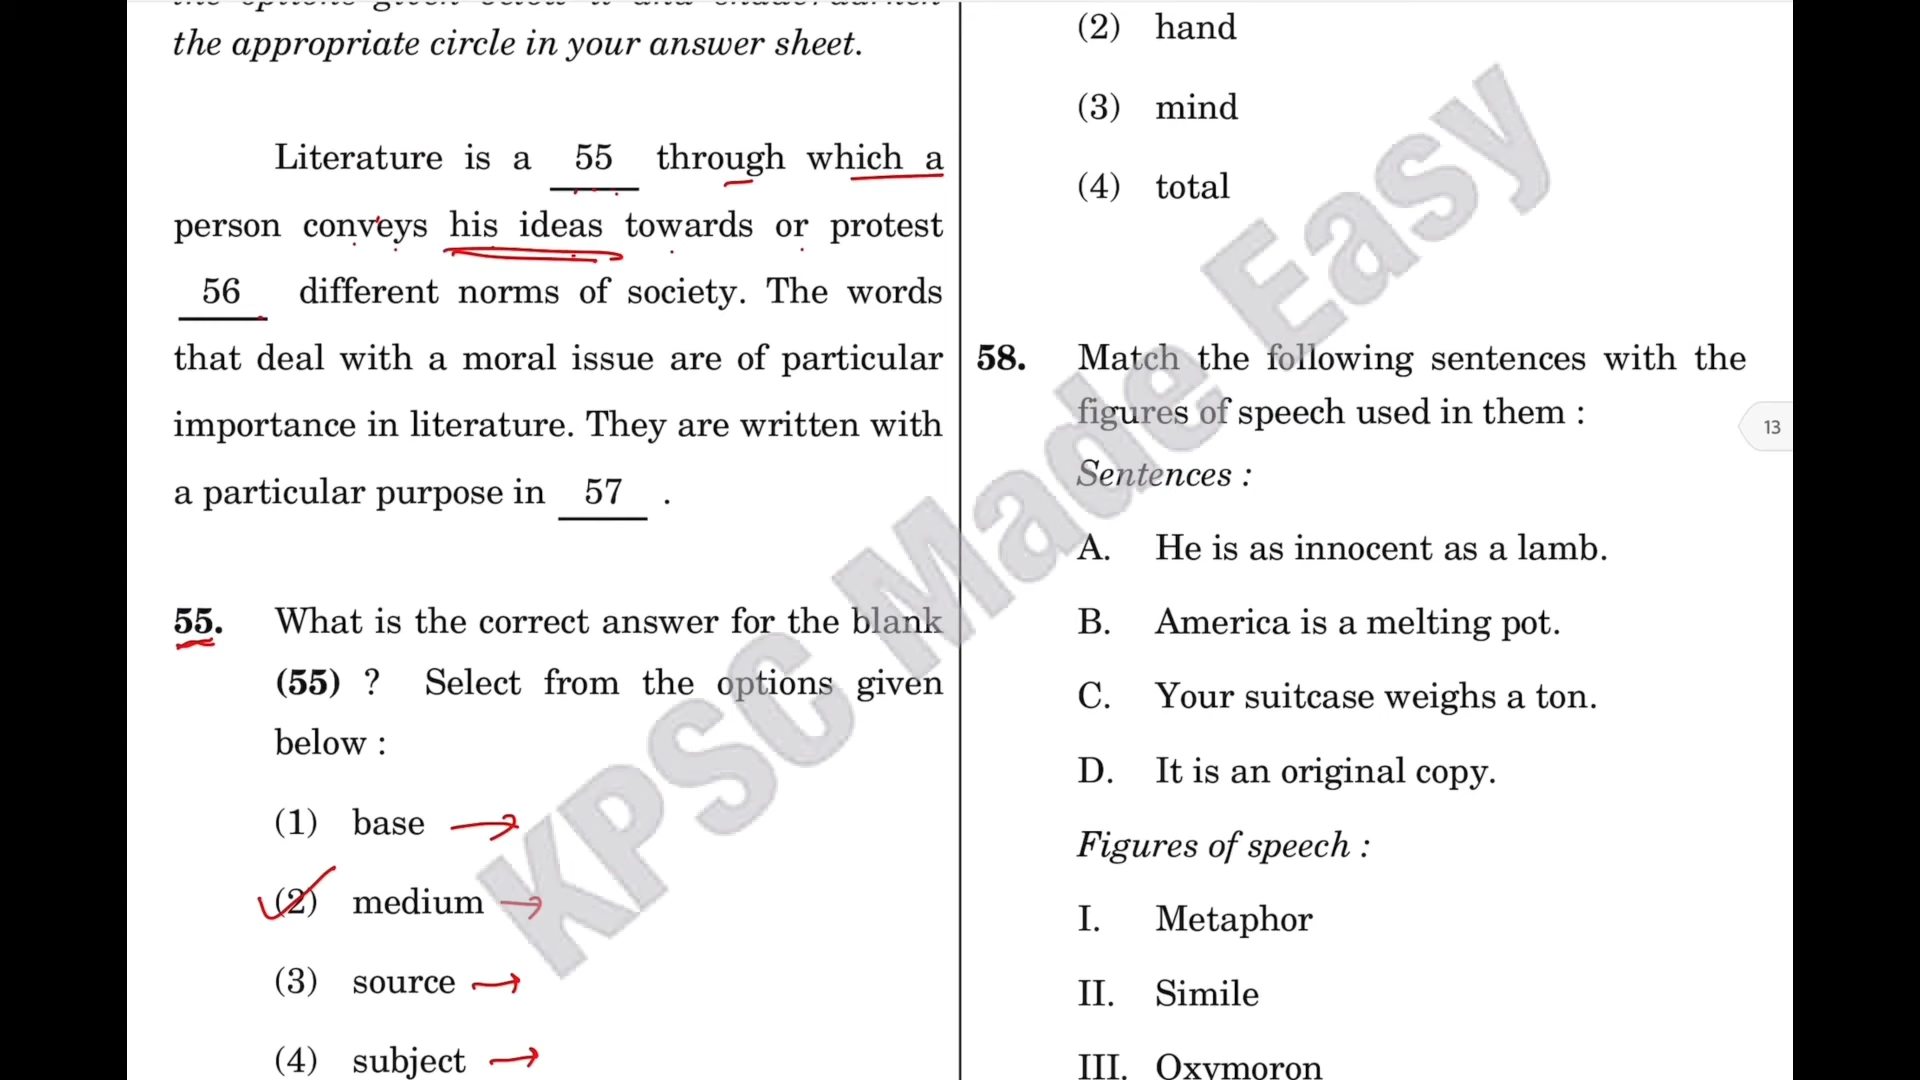 the appropriate circle in your answer sheet.
Literature is a 55 through which a
person conveys his ideas towards or protest
56 different norms of society. The words
that deal with a moral issue are of particular
importance in literature. They are written with
a particular purpose in 57 .
55. What is the correct answer for the blank
(55) ? Select from the options given
below :
(1) base
(2) medium
(3) source
(4) subject
(2) hand
(3) mind
(4) total
58. Match the following sentences with the
figures of speech used in them :
Sentences :
A. He is as innocent as a lamb.
B. America is a melting pot.
C. Your suitcase weighs a ton.
D. It is an original copy.
Figures of speech :
I. Metaphor
II. Simile
III. Oxymoron
13
KPSC Made Easy